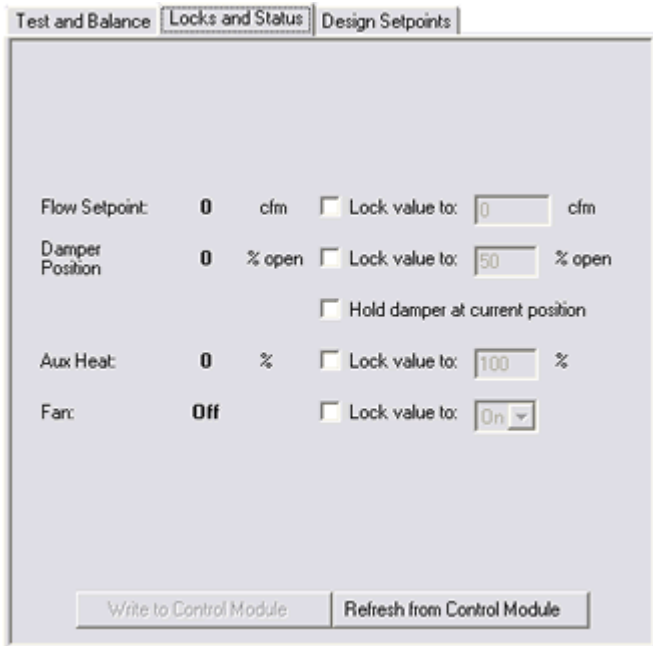 Test and Balance Locks and Status Design Setpoints
Flow Setpoint: 0 cfm Lock value to: 0 cfm
Damper
Position 0 % open Lock value to: 50 % open
Hold damper at current position
Aux Heat: 0 % Lock value to: 100 %
Fan: Off Lock value to: On
Write to Control Module Refresh from Control Module